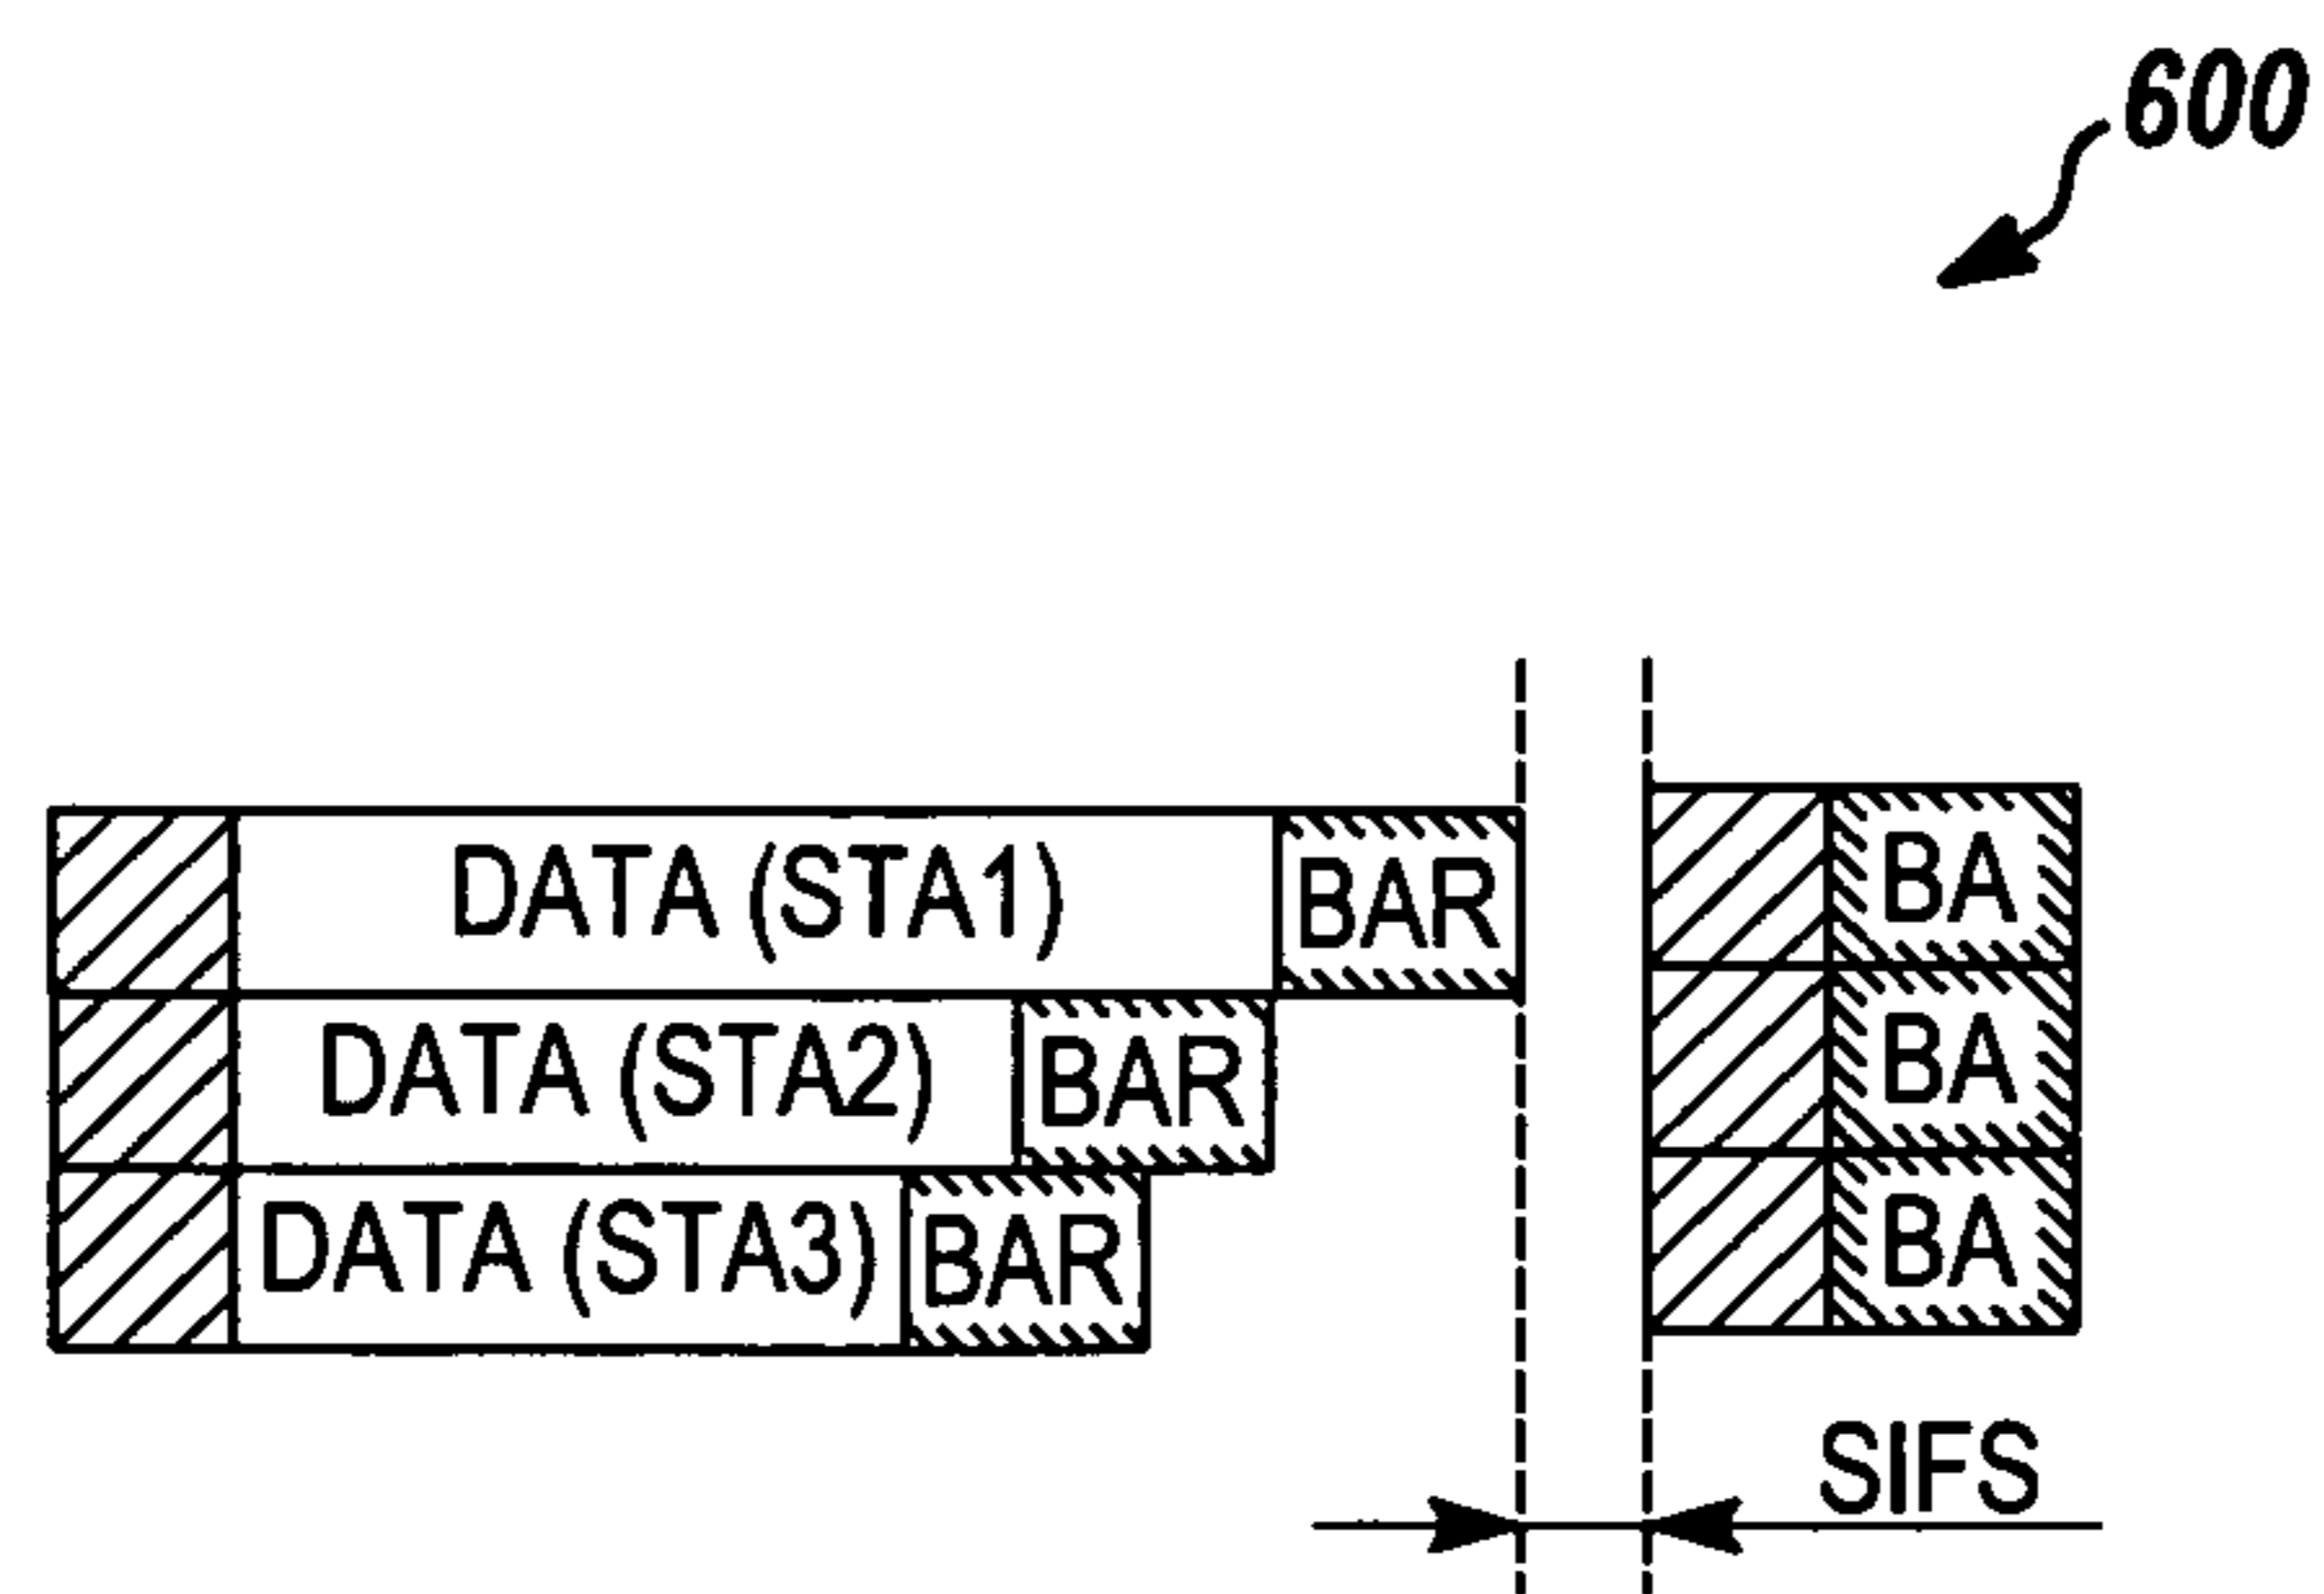 600
DATA (STA1) BAR BA
DATA (STA2) BAR BA
DATA (STA3) BAR BA
SIFS